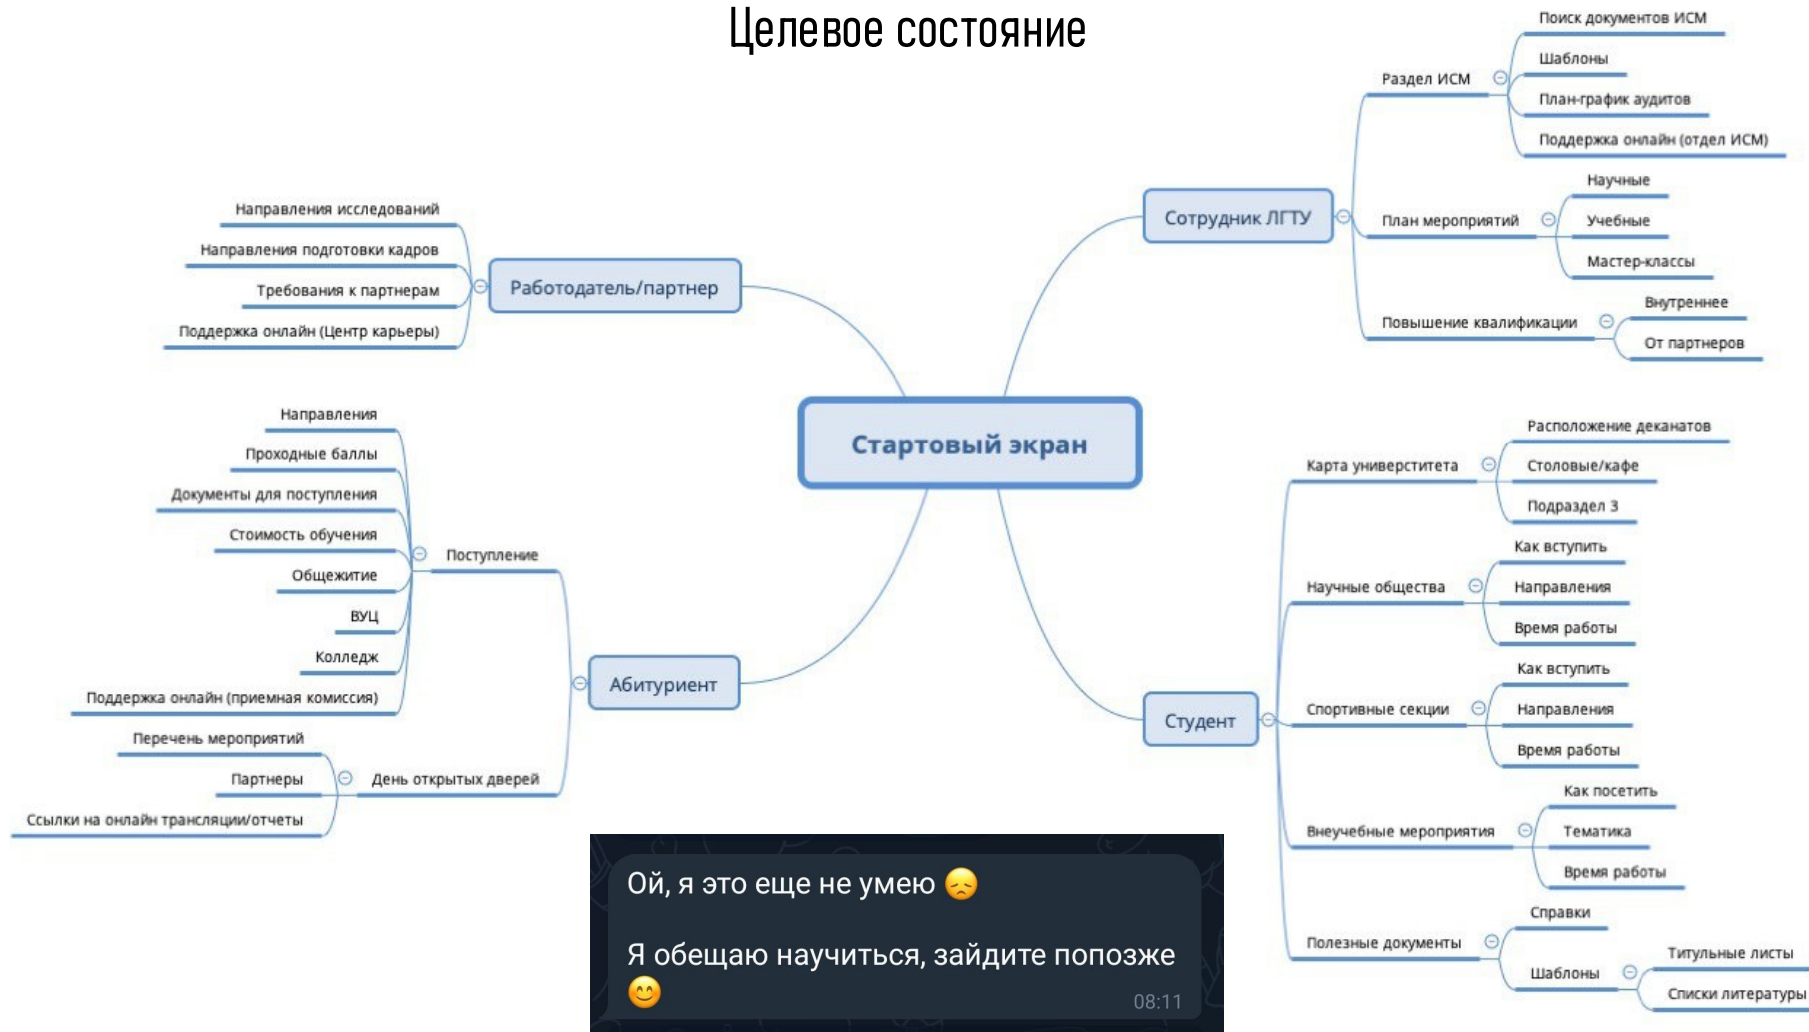 Целевое состояние
Стартовый экран
Работодатель/партнер
Направления исследований
Направления подготовки кадров
Требования к партнерам
Поддержка онлайн (Центр карьеры)
Абитуриент
Поступление
Направления
Проходные баллы
Документы для поступления
Стоимость обучения
Общежитие
ВУЦ
Колледж
Поддержка онлайн (приемная комиссия)
День открытых дверей
Перечень мероприятий
Партнеры
Ссылки на онлайн трансляции/отчеты
Сотрудник ЛГТУ
Раздел ИСМ
Поиск документов ИСМ
Шаблоны
План-график аудитов
Поддержка онлайн (отдел ИСМ)
План мероприятий
Научные
Учебные
Мастер-классы
Повышение квалификации
Внутреннее
От партнеров
Студент
Карта универститета
Расположение деканатов
Столовые/кафе
Подраздел 3
Научные общества
Как вступить
Направления
Время работы
Спортивные секции
Как вступить
Направления
Время работы
Внеучебные мероприятия
Как посетить
Тематика
Время работы
Полезные документы
Справки
Шаблоны
Титульные листы
Списки литературы
Ой, я это еще не умею 😞
Я обещаю научиться, зайдите попозже
😊
08:11